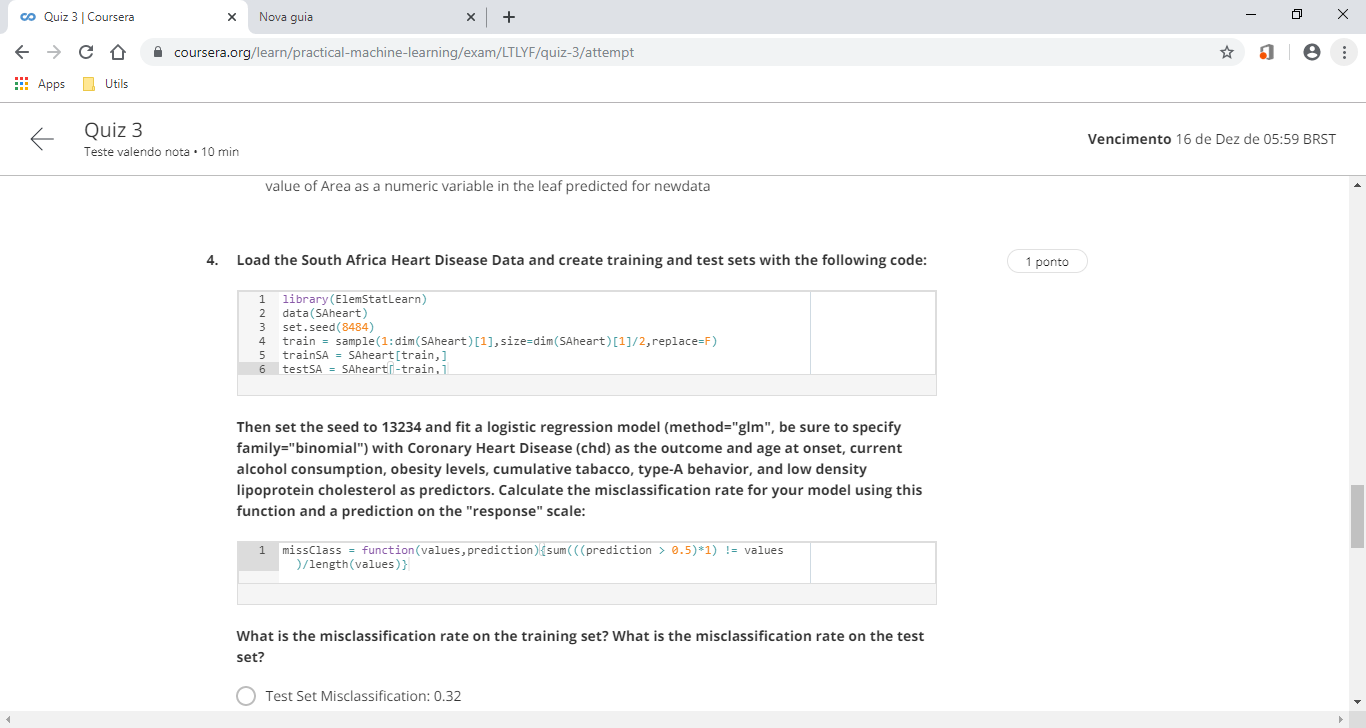 Quiz 3 | Coursera
Nova guia
coursera.org/learn/practical-machine-learning/exam/LTLYF/quiz-3/attempt
Apps
Utils
Quiz 3
Teste valendo nota • 10 min
Vencimento 16 de Dez de 05:59 BRST
value of Area as a numeric variable in the leaf predicted for newdata
4. Load the South Africa Heart Disease Data and create training and test sets with the following code:
1 ponto
1 library(ElemStatLearn)
2 data(SAheart)
3 set.seed(8484)
4 train = sample(1:dim(SAheart)[1],size=dim(SAheart)[1]/2,replace=F)
5 trainSA = SAheart[train,]
6 testSA = SAheart[-train,]
Then set the seed to 13234 and fit a logistic regression model (method="glm", be sure to specify
family="binomial") with Coronary Heart Disease (chd) as the outcome and age at onset, current
alcohol consumption, obesity levels, cumulative tabacco, type-A behavior, and low density
lipoprotein cholesterol as predictors. Calculate the misclassification rate for your model using this
function and a prediction on the "response" scale:
1 missClass = function(values,prediction){sum(((prediction > 0.5)*1) != values
)/length(values)}
What is the misclassification rate on the training set? What is the misclassification rate on the test
set?
Test Set Misclassification: 0.32